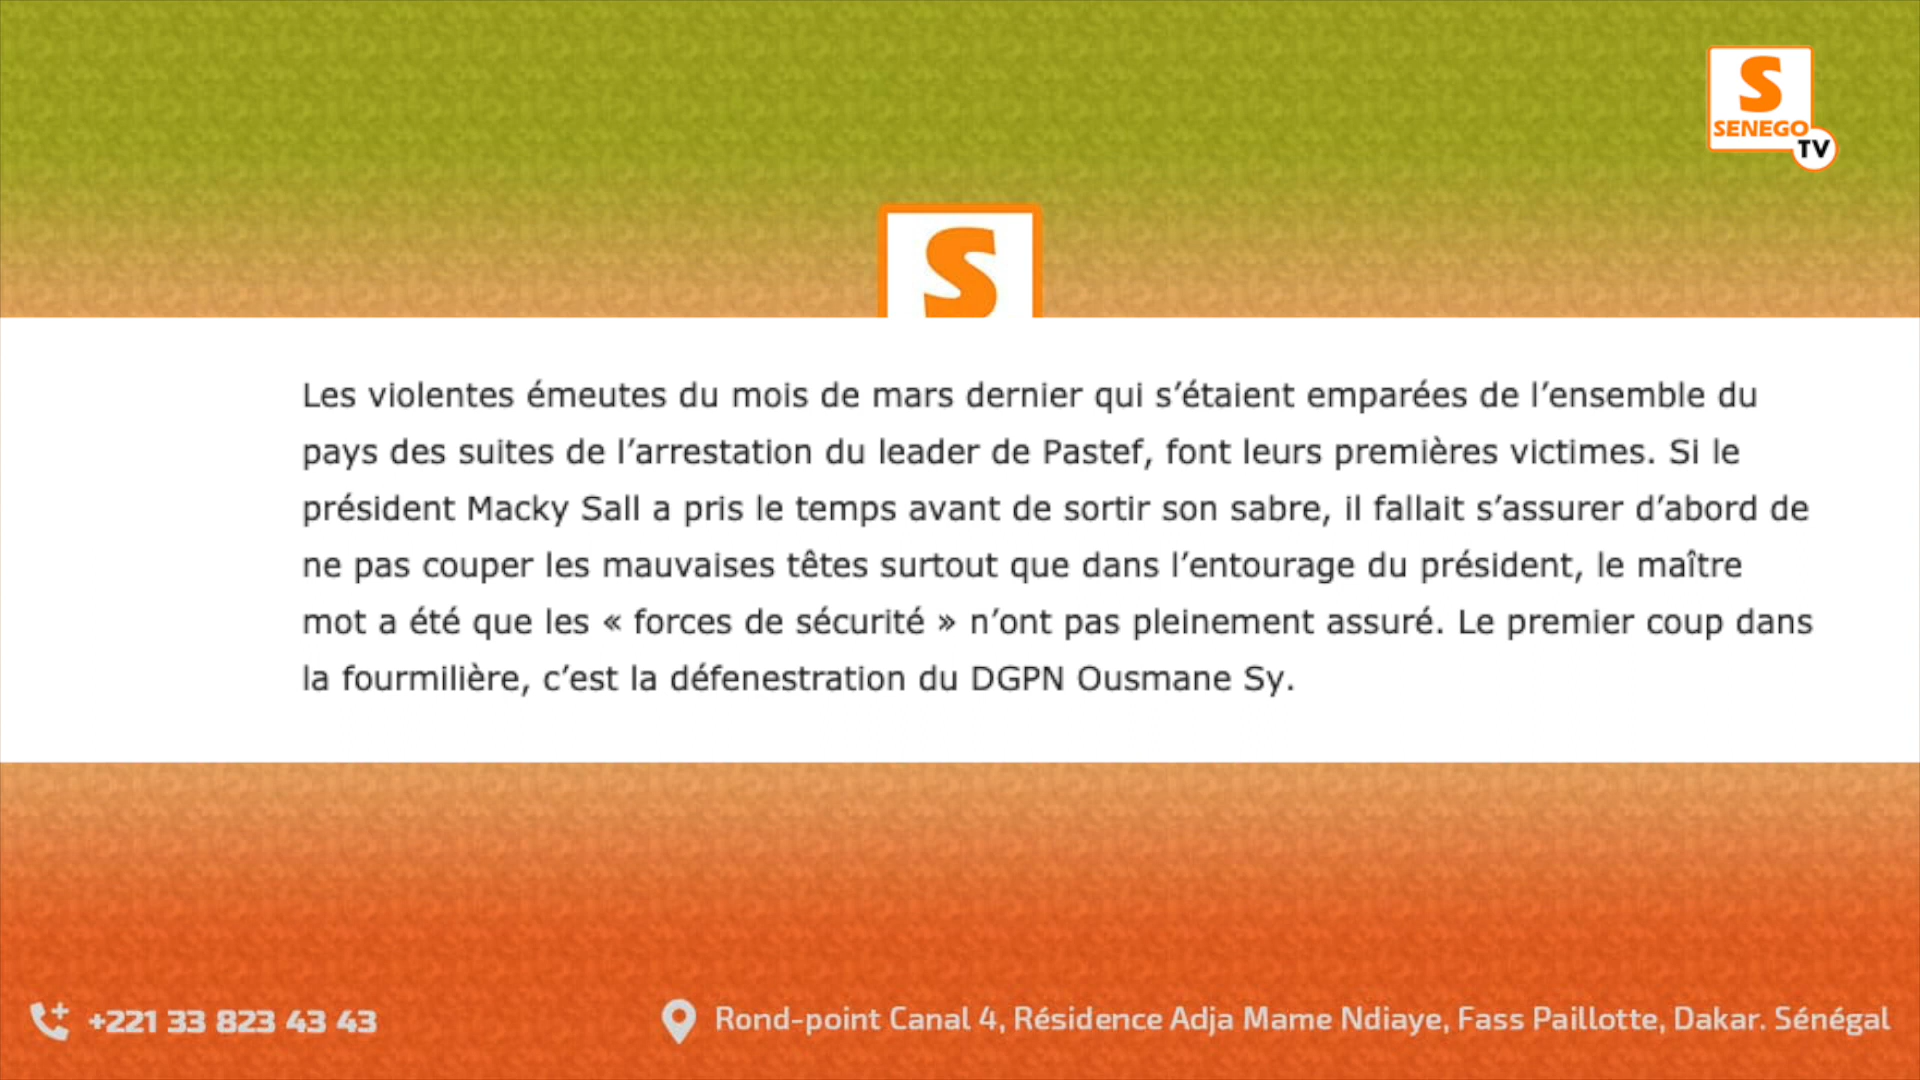 S
SENEGO
TV
S
Les violentes émeutes du mois de mars dernier qui s’étaient emparées de l’ensemble du
pays des suites de l’arrestation du leader de Pastef, font leurs premières victimes. Si le
président Macky Sall a pris le temps avant de sortir son sabre, il fallait s’assurer d’abord de
ne pas couper les mauvaises têtes surtout que dans l’entourage du président, le maître
mot a été que les « forces de sécurité » n’ont pas pleinement assuré. Le premier coup dans
la fourmilière, c’est la défenestration du DGPN Ousmane Sy.
+221 33 823 43 43
Rond-point Canal 4, Résidence Adja Mame Ndiaye, Fass Paillotte, Dakar. Sénégal